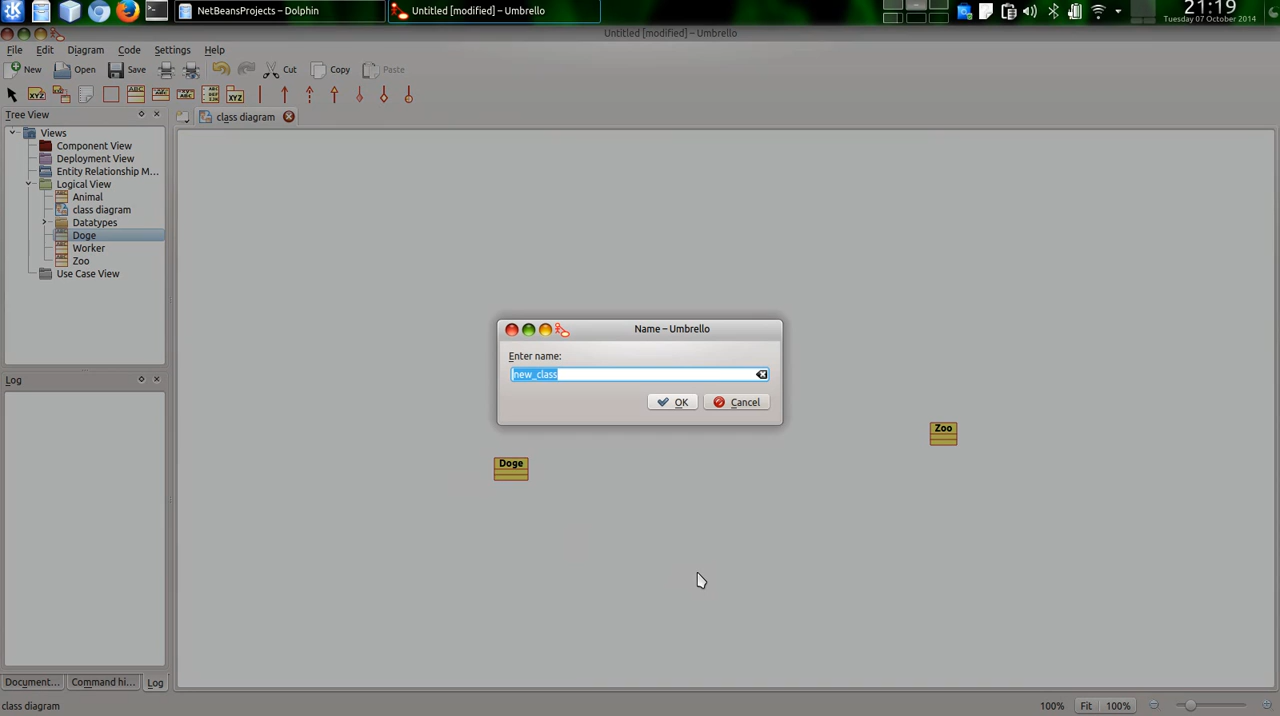 NetBeansProjects – Dolphin
Untitled [modified] – Umbrello
21:19
Tuesday 07 October 2014
Untitled [modified] – Umbrello
File Edit Diagram Code Settings Help
New Open Save Cut Copy Paste
Tree View
class diagram
Views
Component View
Deployment View
Entity Relationship M...
Logical View
Animal
class diagram
Datatypes
Doge
Worker
Zoo
Use Case View
Name – Umbrello
Enter name:
new_class
OK Cancel
Log
Zoo
Doge
Document... Command hi... Log
class diagram
100% Fit 100%